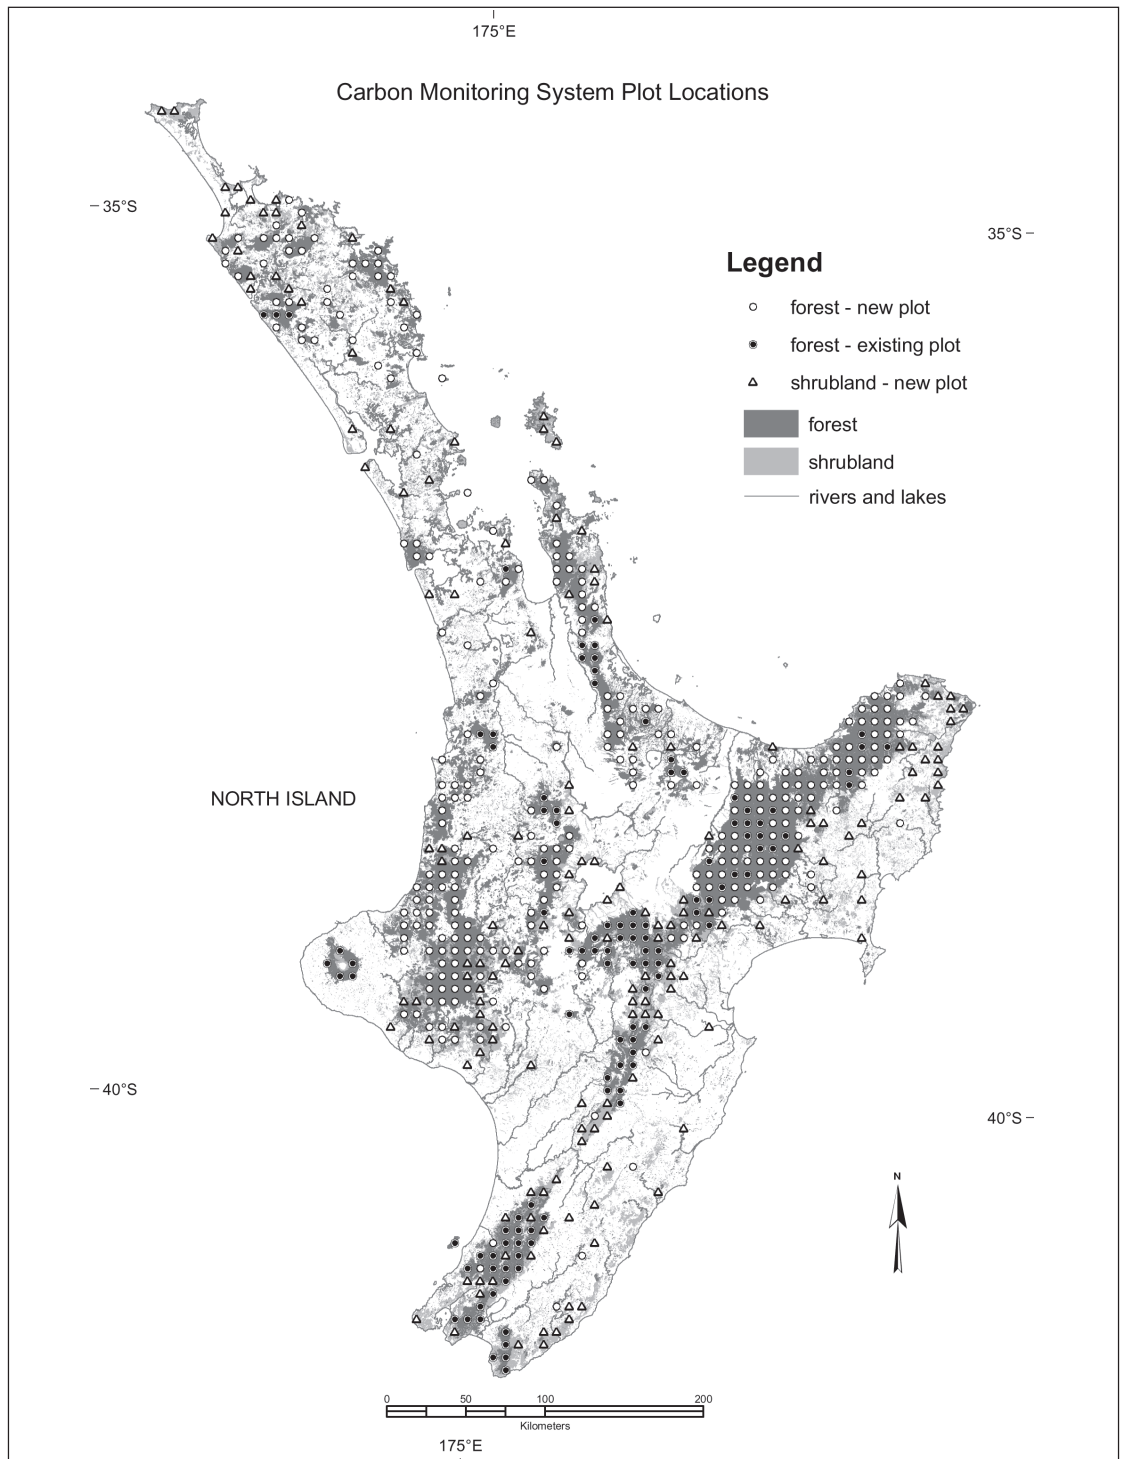 175°E
Carbon Monitoring System Plot Locations
35°S
35°S
Legend
forest - new plot
forest - existing plot
shrubland - new plot
forest
shrubland
rivers and lakes
NORTH ISLAND
40°S
40°S
N
0 50 100 200
Kilometers
175°E